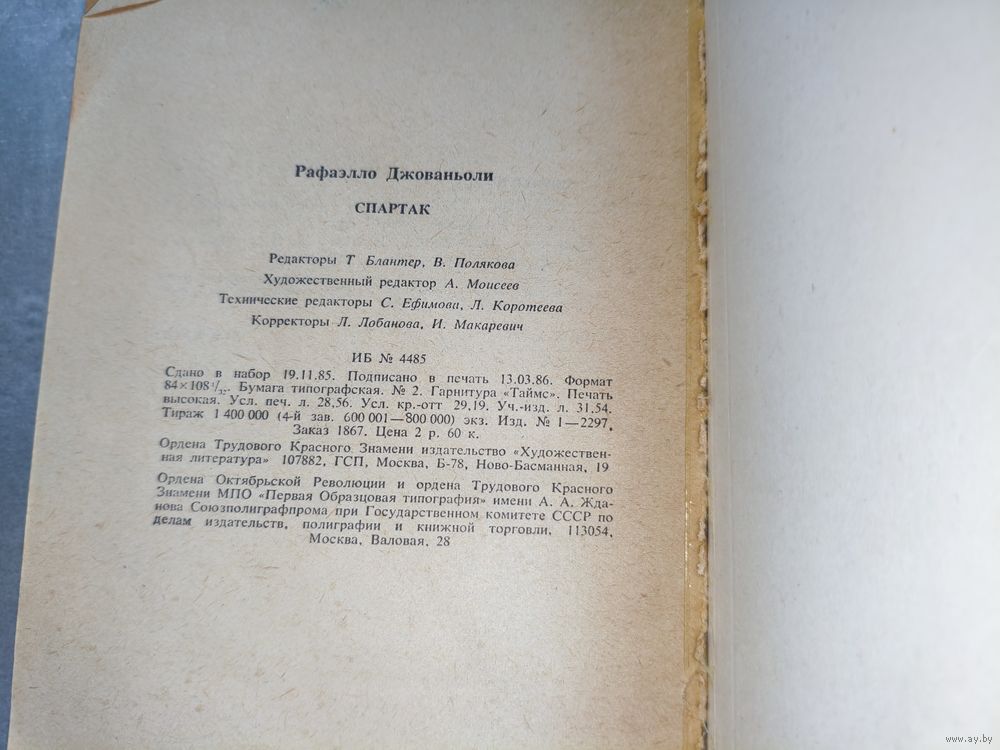 Рафаэлло Джованьоли
СПАРТАК
Редакторы Т Блантер, В. Полякова
Художественный редактор А. Моисеев
Технические редакторы С. Ефимова, Л. Коротеева
Корректоры Л. Лобанова, И. Макаревич
ИБ № 4485
Сдано в набор 19.11.85. Подписано в печать 13.03.86. Формат
84×108 1/32. Бумага типографская. № 2. Гарнитура «Таймс». Печать
высокая. Усл. печ. л. 28,56. Усл. кр.-отт 29,19. Уч.-изд. л. 31,54.
Тираж 1 400 000 (4-й зав. 600 001—800 000) экз. Изд. № 1—2297.
Заказ 1867. Цена 2 р. 60 к.
Ордена Трудового Красного Знамени издательство «Художествен-
ная литература» 107882, ГСП, Москва, Б-78, Ново-Басманная, 19
Ордена Октябрьской Революции и ордена Трудового Красного
Знамени МПО «Первая Образцовая типография» имени А. А. Жда-
нова Союзполиграфпрома при Государственном комитете СССР по
делам издательств, полиграфии и книжной торговли, 113054,
Москва, Валовая, 28
www.ay.by